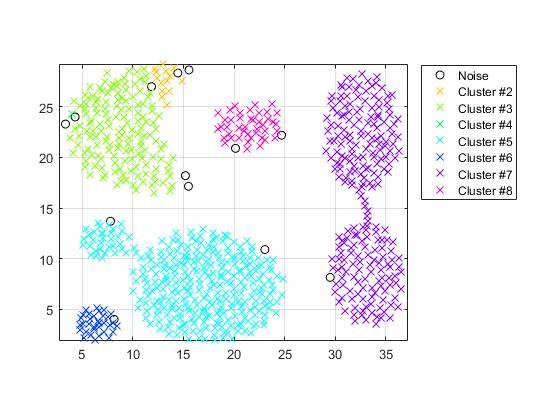 Noise
Cluster #2
Cluster #3
Cluster #4
Cluster #5
Cluster #6
Cluster #7
Cluster #8
25
20
15
10
5
5 10 15 20 25 30 35